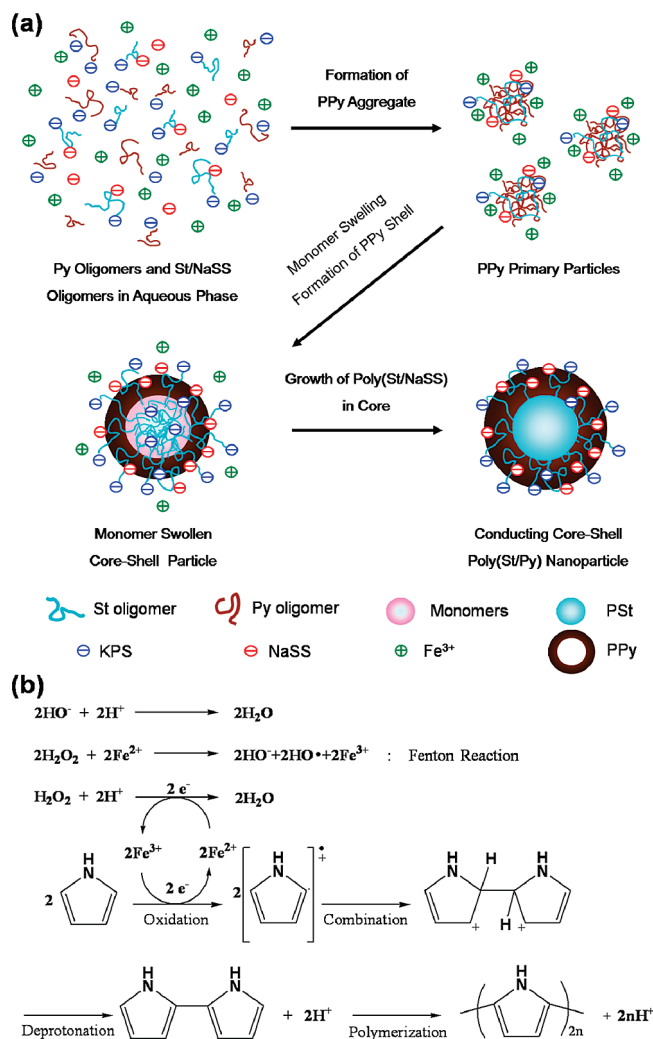 (a)
Formation of
PPy Aggregate
Py Oligomers and St/NaSS
Oligomers in Aqueous Phase
PPy Primary Particles
Monomer Swelling
Formation of PPy Shell
Growth of Poly(St/NaSS)
in Core
Monomer Swollen
Core-Shell Particle
Conducting Core-Shell
Poly(St/Py) Nanoparticle
St oligomer Py oligomer Monomers PSt
⊖ KPS ⊖ NaSS ⊕ Fe³⁺ PPy
(b)
2HO⁻ + 2H⁺ → 2H₂O
2H₂O₂ + 2Fe²⁺ → 2HO⁻+2HO•+2Fe³⁺ : Fenton Reaction
H₂O₂ + 2H⁺ 2 e⁻ → 2H₂O
2Fe³⁺ 2Fe²⁺
2 H N 2 e⁻ 2 H N •+ H N H H N H + +
Oxidation Combination
H N H N + 2H⁺ H N 2n + 2nH⁺
Deprotonation Polymerization